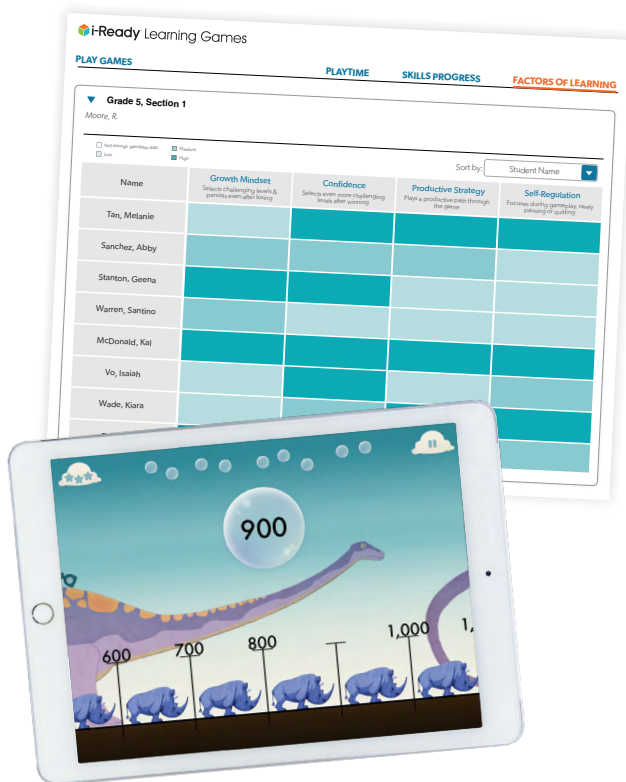 i-Ready Learning Games
PLAY GAMES PLAYTIME SKILLS PROGRESS FACTORS OF LEARNING
Grade 5, Section 1
Moore, R.
Not enough gameplay data Medium
Low High
Sort by: Student Name
Name
Growth Mindset
Selects challenging levels &
persists even after losing
Confidence
Selects even more challenging
levels after winning
Productive Strategy
Plays a productive path through
the game
Self-Regulation
Focuses during gameplay, rarely
pausing or quitting
Tan, Melanie
Sanchez, Abby
Stanton, Geena
Warren, Santino
McDonald, Kal
Vo, Isaiah
Wade, Kiara
900
600 700 800 1,000 1,